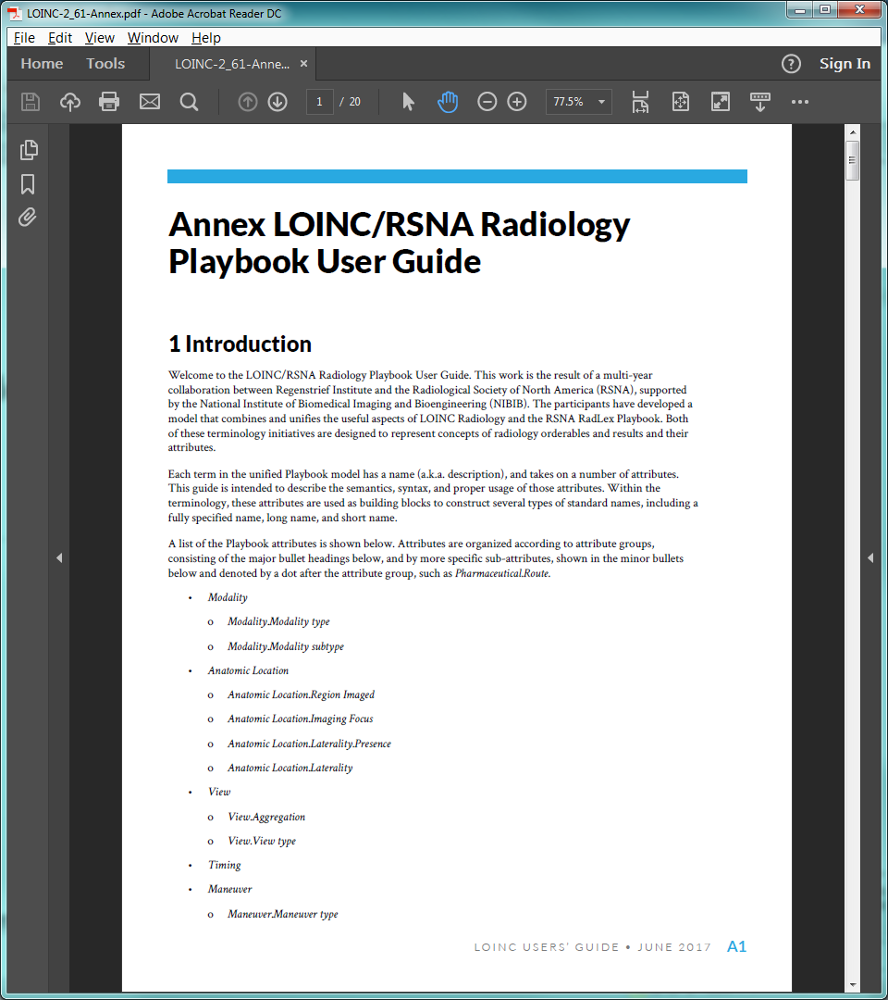 LOINC-2_61-Annex.pdf - Adobe Acrobat Reader DC
File Edit View Window Help
Home Tools LOINC-2_61-Anne... × ? Sign In
1 / 20 77.5%
Annex LOINC/RSNA Radiology
Playbook User Guide
1 Introduction
Welcome to the LOINC/RSNA Radiology Playbook User Guide. This work is the result of a multi-year
collaboration between Regenstrief Institute and the Radiological Society of North America (RSNA), supported
by the National Institute of Biomedical Imaging and Bioengineering (NIBIB). The participants have developed a
model that combines and unifies the useful aspects of LOINC Radiology and the RSNA RadLex Playbook. Both
of these terminology initiatives are designed to represent concepts of radiology orderables and results and their
attributes.
Each term in the unified Playbook model has a name (a.k.a. description), and takes on a number of attributes.
This guide is intended to describe the semantics, syntax, and proper usage of those attributes. Within the
terminology, these attributes are used as building blocks to construct several types of standard names, including a
fully specified name, long name, and short name.
A list of the Playbook attributes is shown below. Attributes are organized according to attribute groups,
consisting of the major bullet headings below, and by more specific sub-attributes, shown in the minor bullets
below and denoted by a dot after the attribute group, such as Pharmaceutical.Route.
• Modality
o Modality.Modality type
o Modality.Modality subtype
• Anatomic Location
o Anatomic Location.Region Imaged
o Anatomic Location.Imaging Focus
o Anatomic Location.Laterality.Presence
o Anatomic Location.Laterality
• View
o View.Aggregation
o View.View type
• Timing
• Maneuver
o Maneuver.Maneuver type
LOINC USERS' GUIDE • JUNE 2017 A1